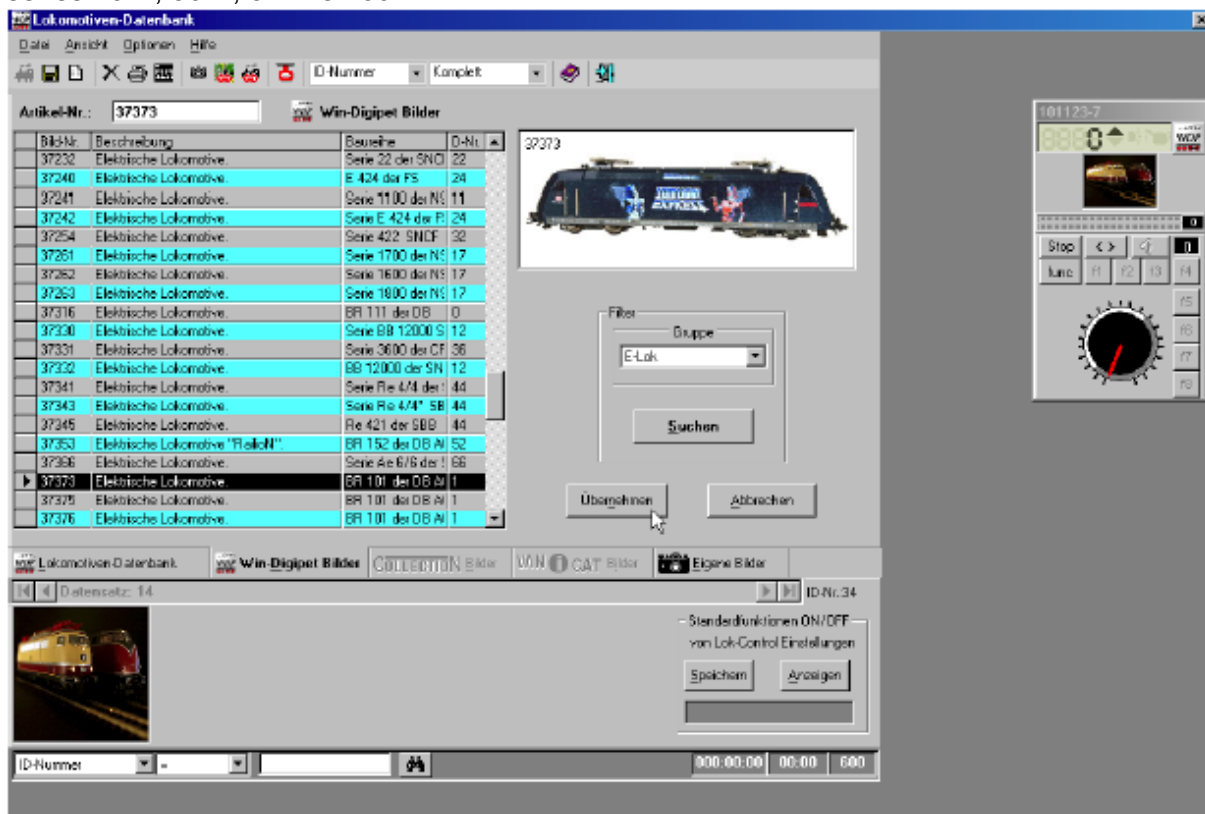 Lokomotiven-Datenbank
Datei Ansicht Optionen Hilfe
ID-Nummer Komplett
Artikel-Nr.: 37373 Win-Digipet Bilder
Bild-Nr. Beschreibung Baureihe D-Nr.
37232 Elektrische Lokomotive. Serie 22 der SNC 22
37240 Elektrische Lokomotive. E 424 der FS 24
37241 Elektrische Lokomotive. Serie 1100 der NS 11
37242 Elektrische Lokomotive. Serie E 424 der F 24
37254 Elektrische Lokomotive. Serie 422 SNCF 32
37261 Elektrische Lokomotive. Serie 1700 der NS 17
37262 Elektrische Lokomotive. Serie 1600 der NS 17
37263 Elektrische Lokomotive. Serie 1800 der NS 17
37316 Elektrische Lokomotive. BR 111 der DB 0
37330 Elektrische Lokomotive. Serie BB 12000 S 12
37331 Elektrische Lokomotive. Serie 3600 der CF 36
37332 Elektrische Lokomotive. BB 12000 der SN 12
37341 Elektrische Lokomotive. Serie Re 4/4 der 44
37343 Elektrische Lokomotive. Serie Re 4/4" SB 44
37345 Elektrische Lokomotive. Re 421 der SBB 44
37353 Elektrische Lokomotive "RailioN". BR 152 der DB A 52
37366 Elektrische Lokomotive. Serie Ae 6/6 der 66
37373 Elektrische Lokomotive. BR 101 der DB A 1
37375 Elektrische Lokomotive. BR 101 der DB A 1
37376 Elektrische Lokomotive. BR 101 der DB A 1
37373
Filter
Gruppe
E-Lok
Suchen
Übernehmen Abbrechen
Lokomotiven-Datenbank Win-Digipet Bilder COLLECTION Bilder CAT Bilder Eigene Bilder
Datensatz: 14 ID-Nr. 34
Standardfunktionen ON/OFF
von Lok-Control Einstellungen
Speichern Anzeigen
ID-Nummer =
000:00:00 00:00 600
101123-7
0
WDP
0
Stop < > 0
func f1 f2 f3 f4
f5
f6
f7
f8